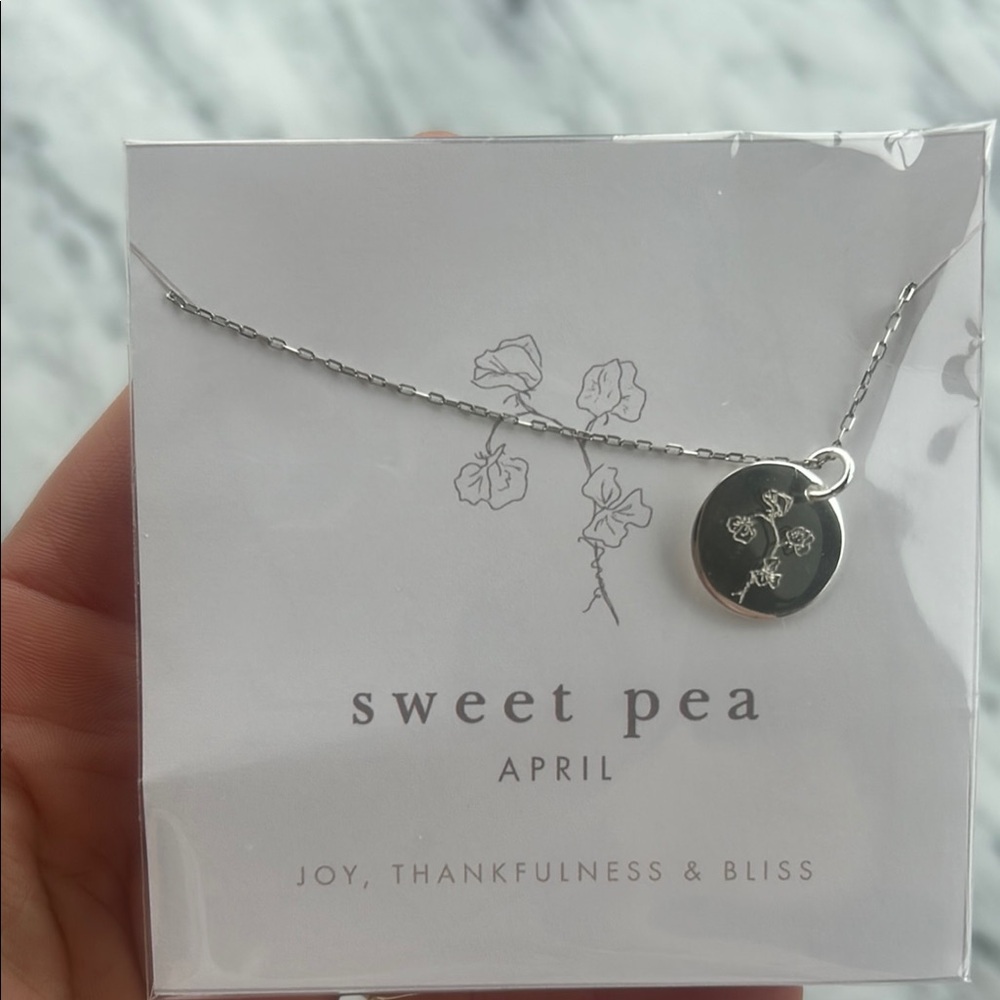 sweet pea
APRIL
JOY, THANKFULNESS & BLISS